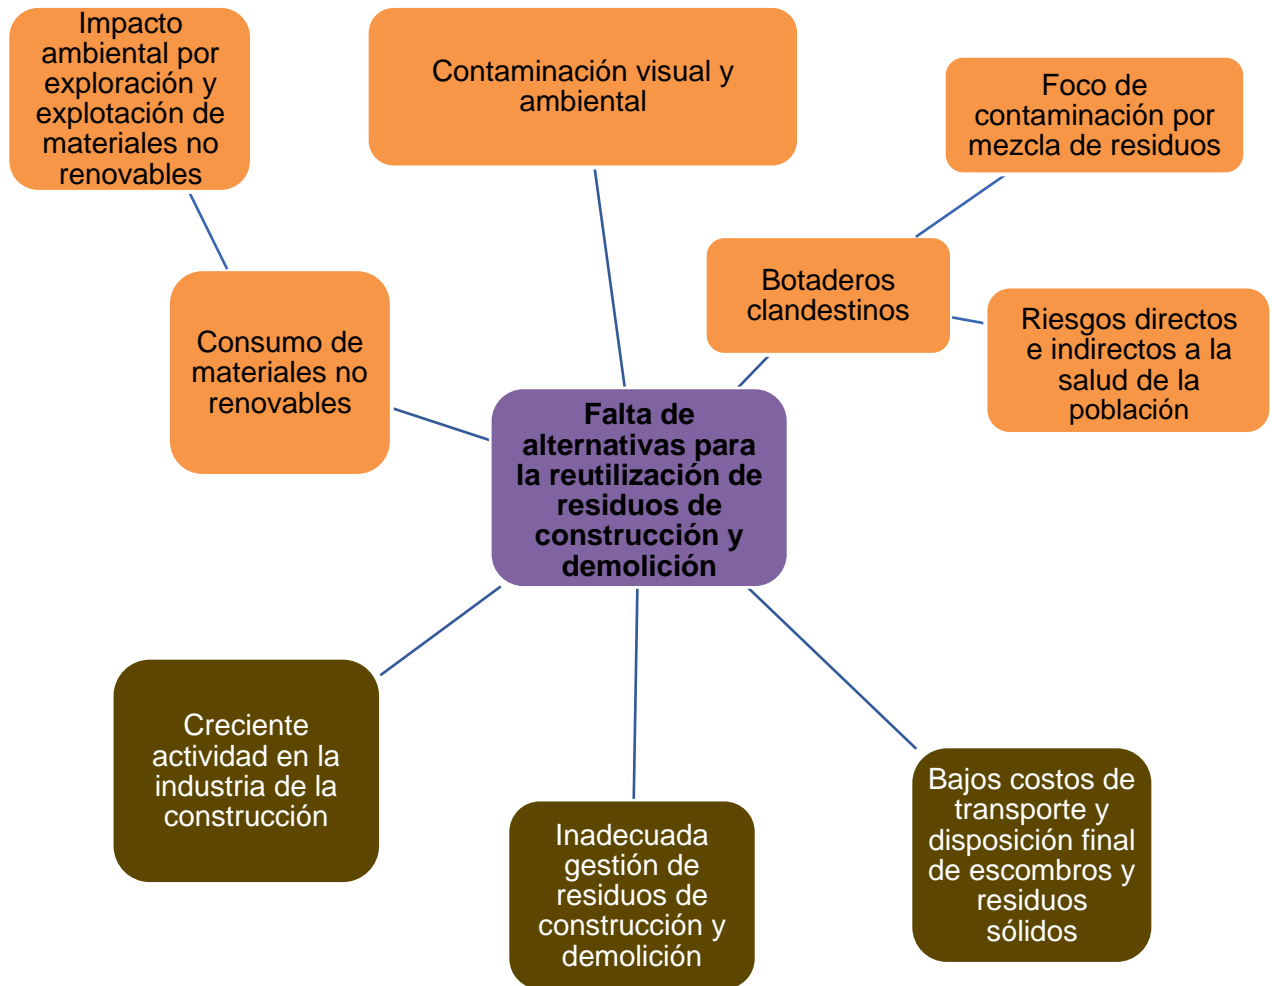 Impacto
ambiental por
exploración y
explotación de
materiales no
renovables
Contaminación visual y
ambiental
Foco de
contaminación por
mezcla de residuos
Botaderos
clandestinos
Riesgos directos
e indirectos a la
salud de la
población
Consumo de
materiales no
renovables
Falta de
alternativas para
la reutilización de
residuos de
construcción y
demolición
Creciente
actividad en la
industria de la
construcción
Inadecuada
gestión de
residuos de
construcción y
demolición
Bajos costos de
transporte y
disposición final
de escombros y
residuos
sólidos